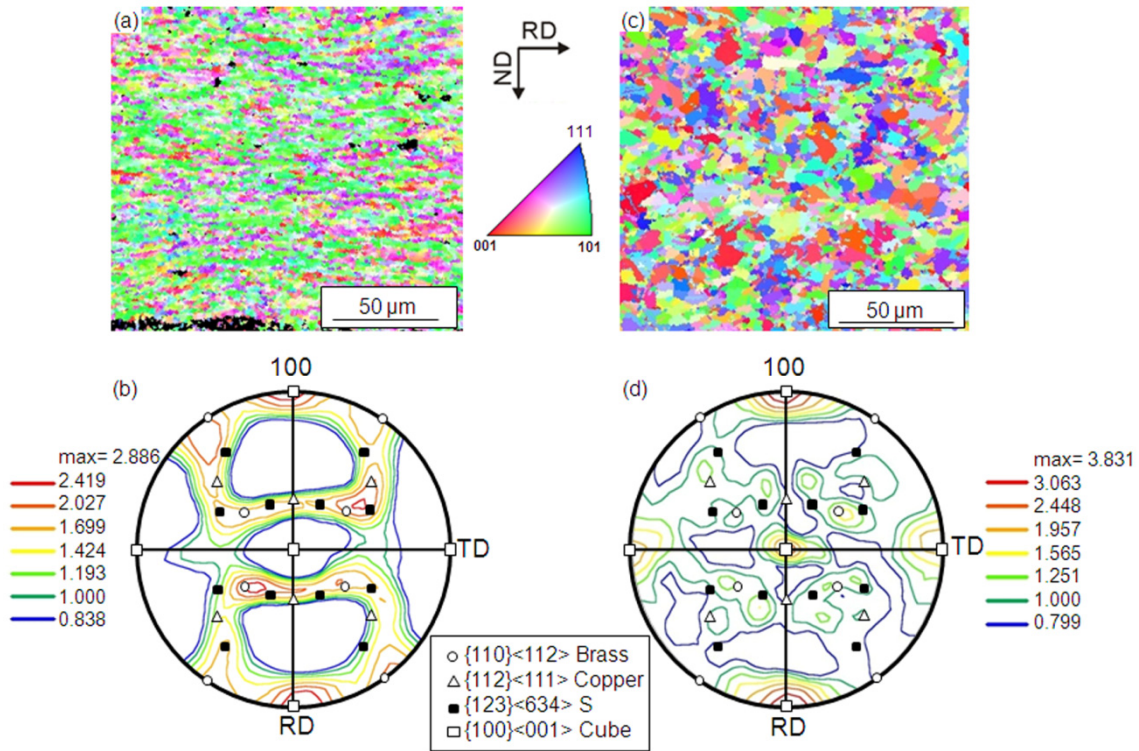 (a)
RD
ND
(c)
111
001
101
50 µm
50 µm
100
(b)
max= 2.886
2.419
2.027
1.699
1.424
1.193
1.000
0.838
TD
RD
100
(d)
max= 3.831
3.063
2.448
1.957
1.565
1.251
1.000
0.799
TD
RD
{110}<112> Brass
{112}<111> Copper
{123}<634> S
{100}<001> Cube